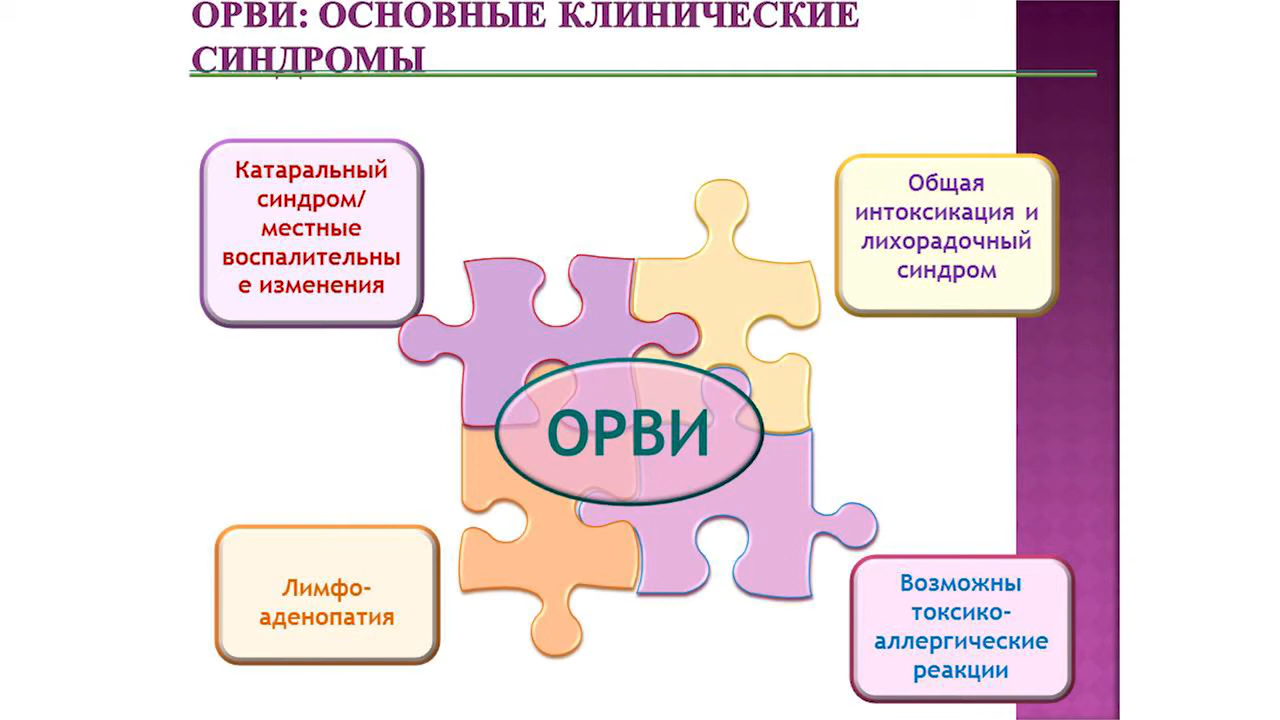 ОРВИ: ОСНОВНЫЕ КЛИНИЧЕСКИЕ
СИНДРОМЫ
Катаральный
синдром/
местные
воспалительны
е изменения
Общая
интоксикация и
лихорадочный
синдром
ОРВИ
Лимфо-
аденопатия
Возможны
токсико-
аллергические
реакции